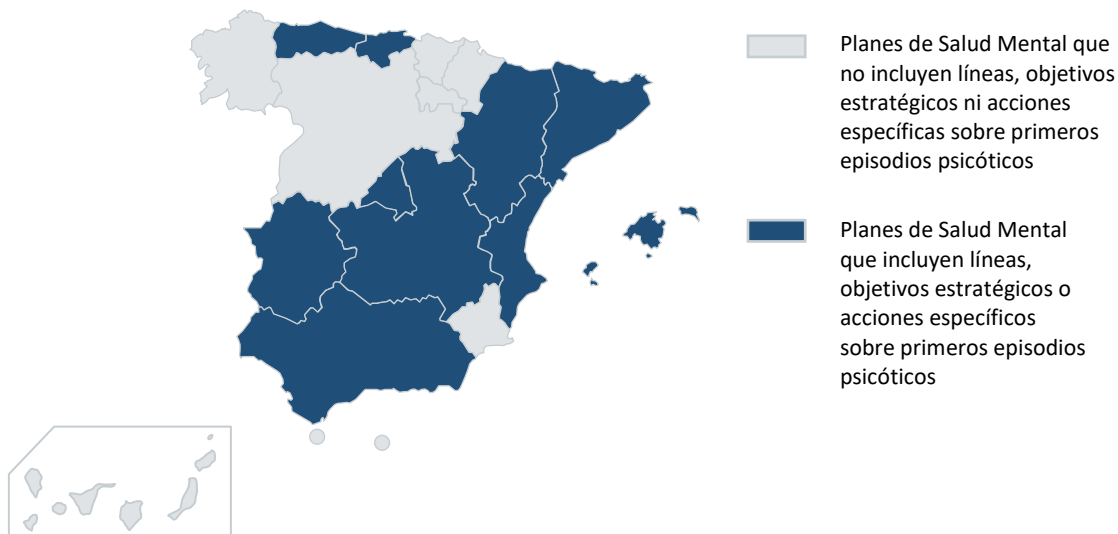 Planes de Salud Mental que
no incluyen líneas, objetivos
estratégicos ni acciones
específicas sobre primeros
episodios psicóticos
Planes de Salud Mental
que incluyen líneas,
objetivos estratégicos o
acciones específicos
sobre primeros episodios
psicóticos